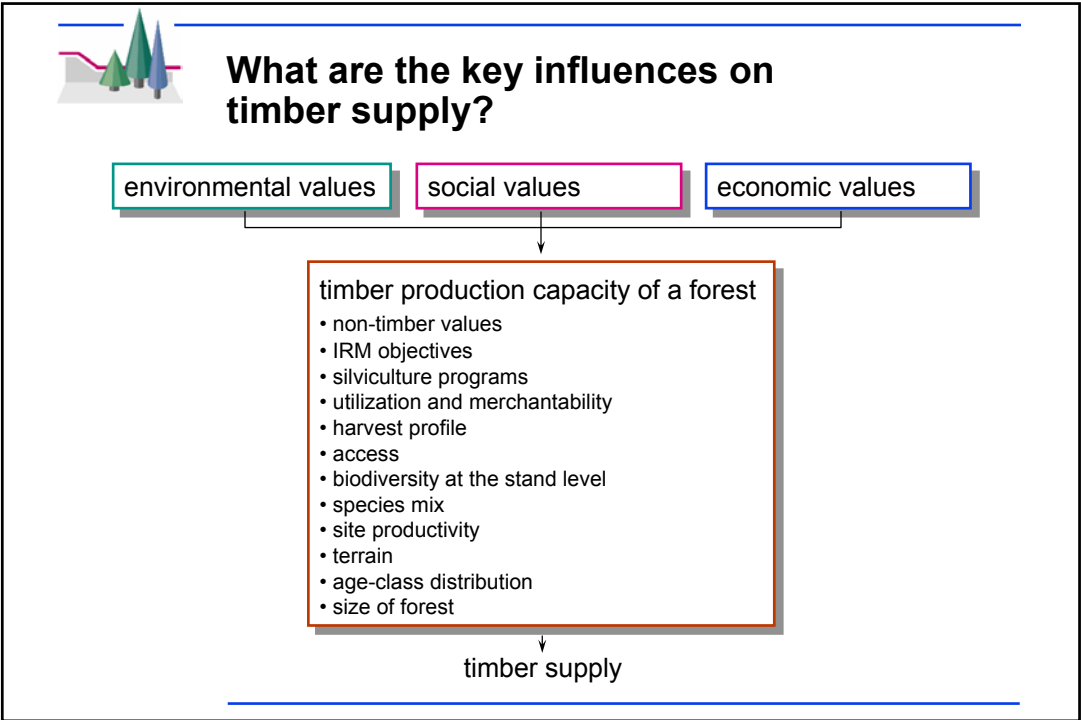 What are the key influences on
timber supply?
environmental values
social values
economic values
timber production capacity of a forest
• non-timber values
• IRM objectives
• silviculture programs
• utilization and merchantability
• harvest profile
• access
• biodiversity at the stand level
• species mix
• site productivity
• terrain
• age-class distribution
• size of forest
timber supply